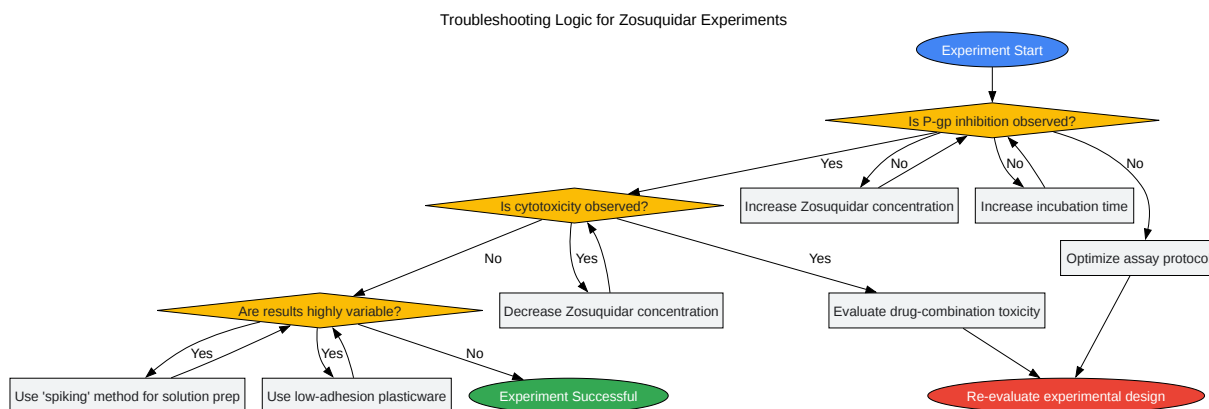 Troubleshooting Logic for Zosuquidar Experiments
Experiment Start
Is P-gp inhibition observed?
Yes
No
No
No
Is cytotoxicity observed?
Increase Zosuquidar concentration
Increase incubation time
No
Yes
Yes
Optimize assay protoco
Are results highly variable?
Decrease Zosuquidar concentration
Evaluate drug-combination toxicity
Yes
Yes
No
Use 'spiking' method for solution prep
Use low-adhesion plasticware
Experiment Successful
Re-evaluate experimental design